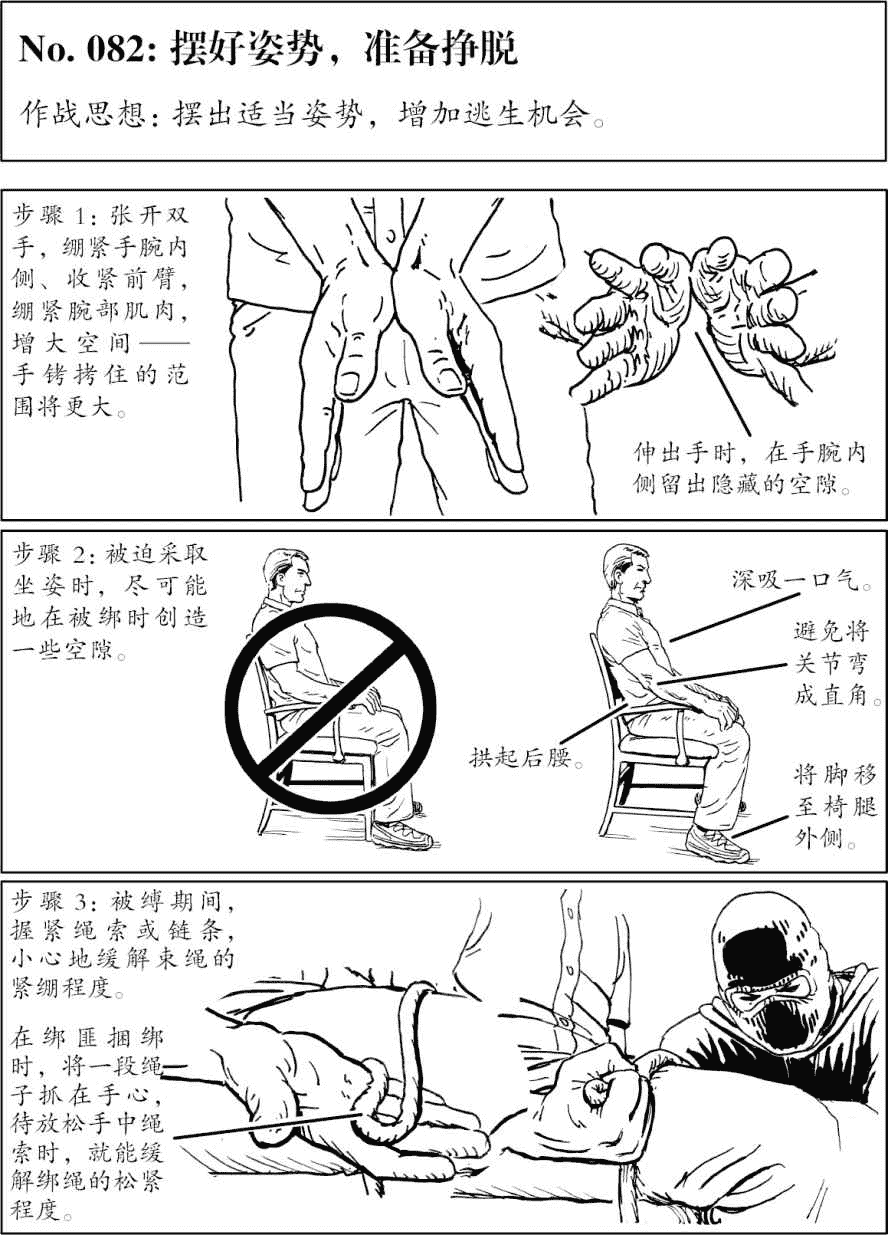 No. 082: 摆好姿势，准备挣脱
作战思想：摆出适当姿势，增加逃生机会。
步骤 1：张开双
手，绷紧手腕内
侧、收紧前臂，
绷紧腕部肌肉，
增大空间——
手铐拷住的范
围将更大。
伸出手时，在手腕内
侧留出隐藏的空隙。
步骤 2：被迫采取
坐姿时，尽可能
地在被绑时创造
一些空隙。
深吸一口气。
避免将
关节弯
成直角。
拱起后腰。
将脚移
至椅腿
外侧。
步骤 3：被缚期间，
握紧绳索或链条，
小心地缓解束绳的
紧绷程度。
在绑匪捆绑
时，将一段绳
子抓在手心，
待放松手中绳
索时，就能缓
解绑绳的松紧
程度。